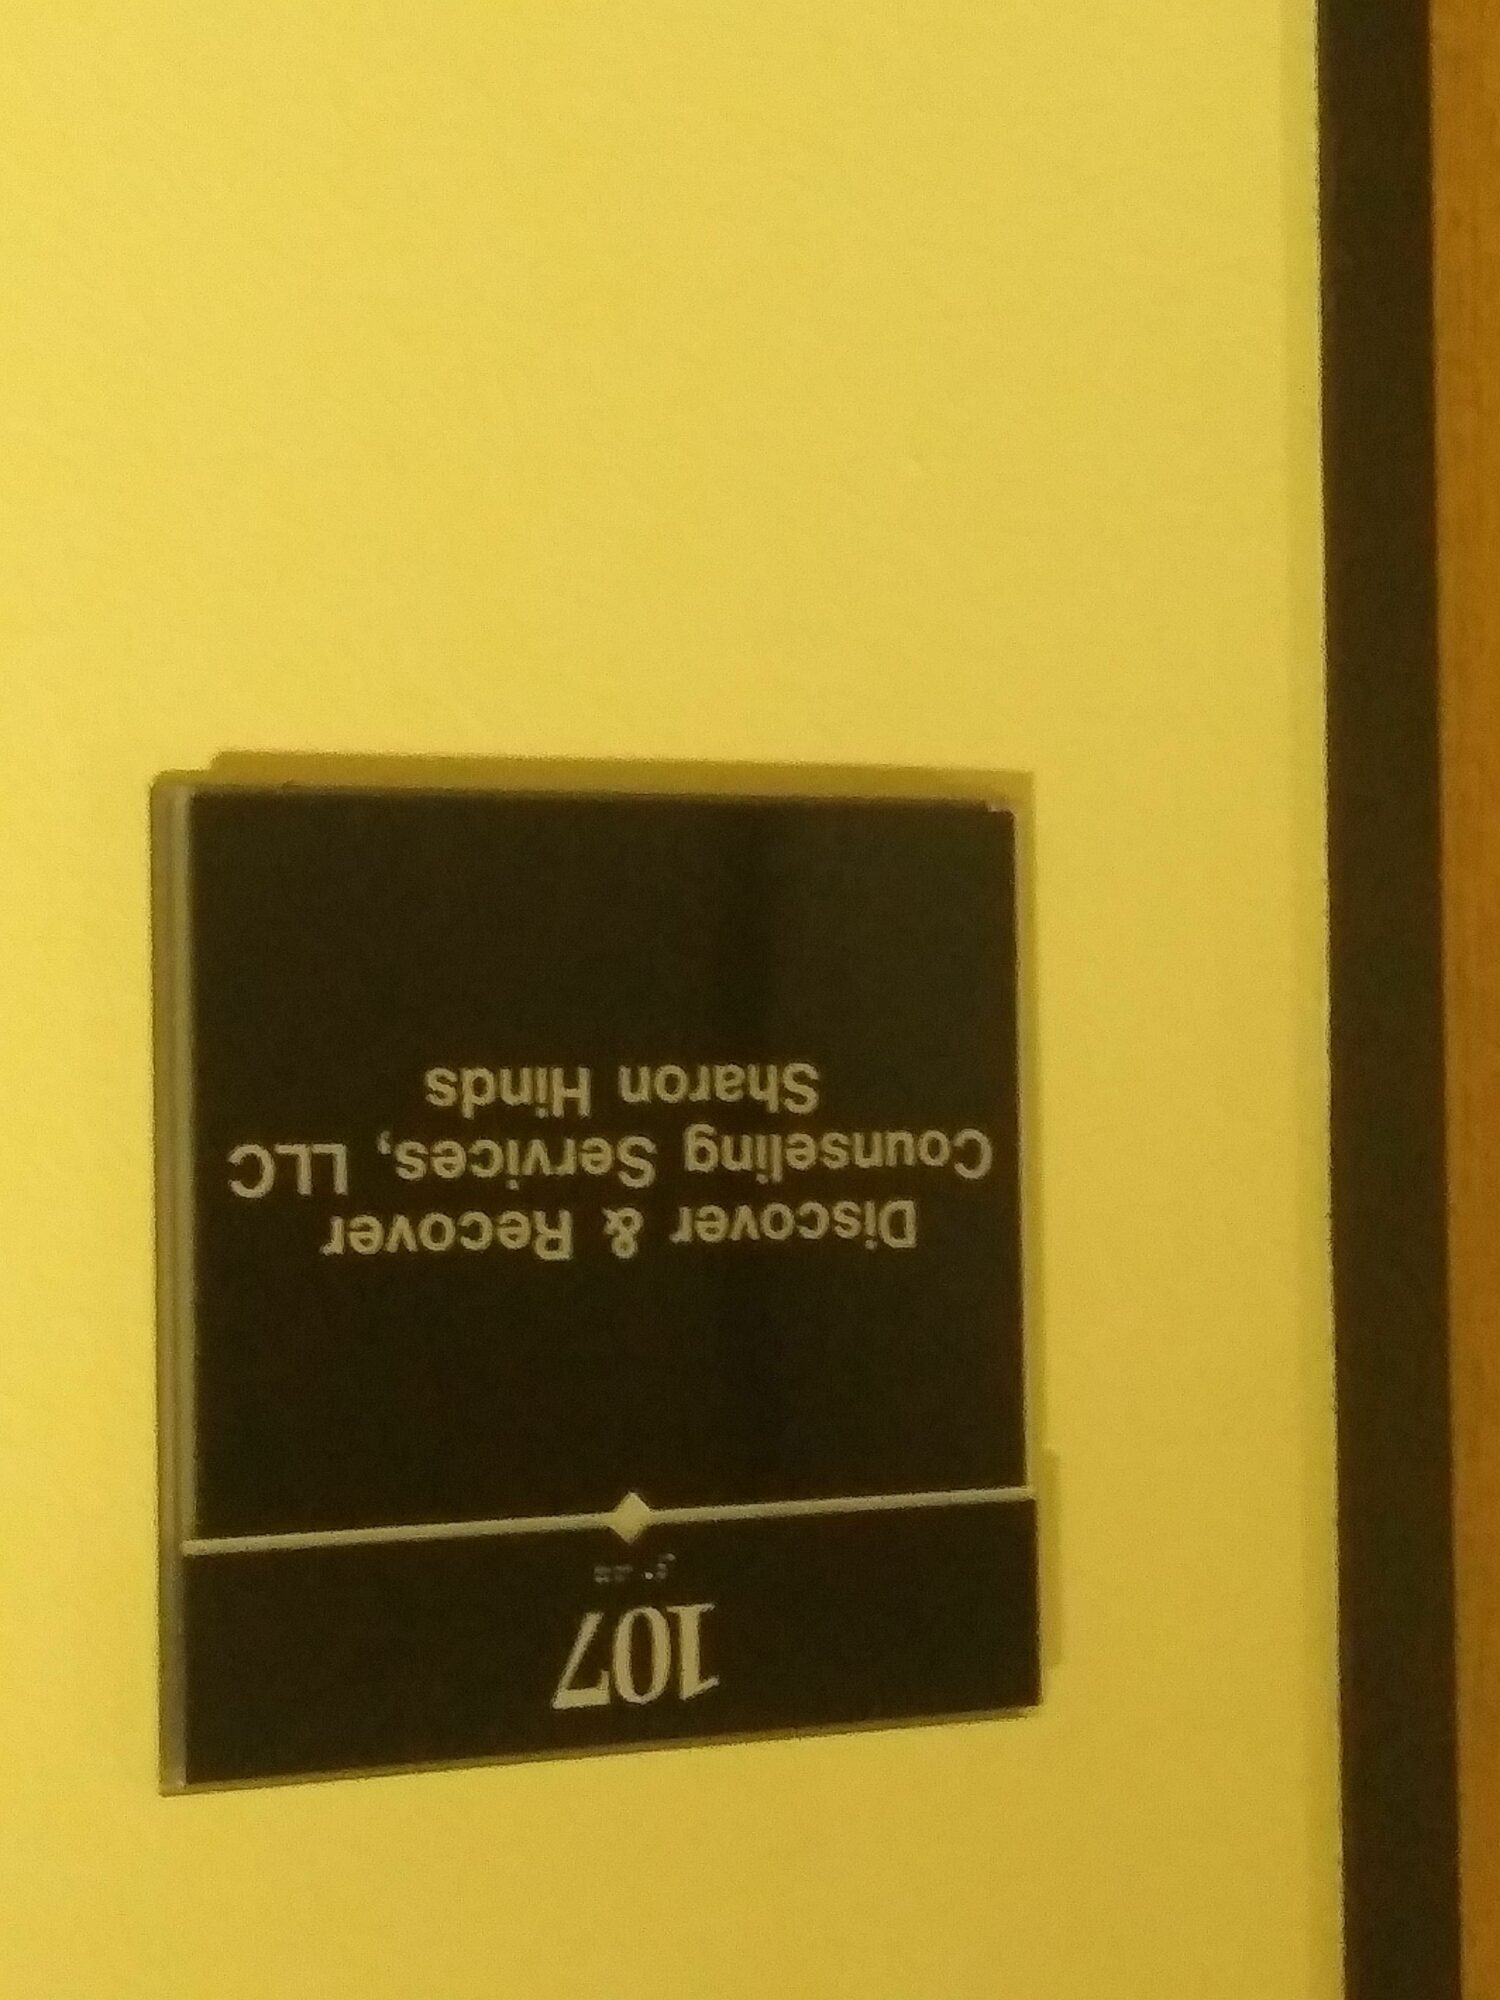 107
Discover & Recover
Counseling Services, LLC
Sharon Hinds